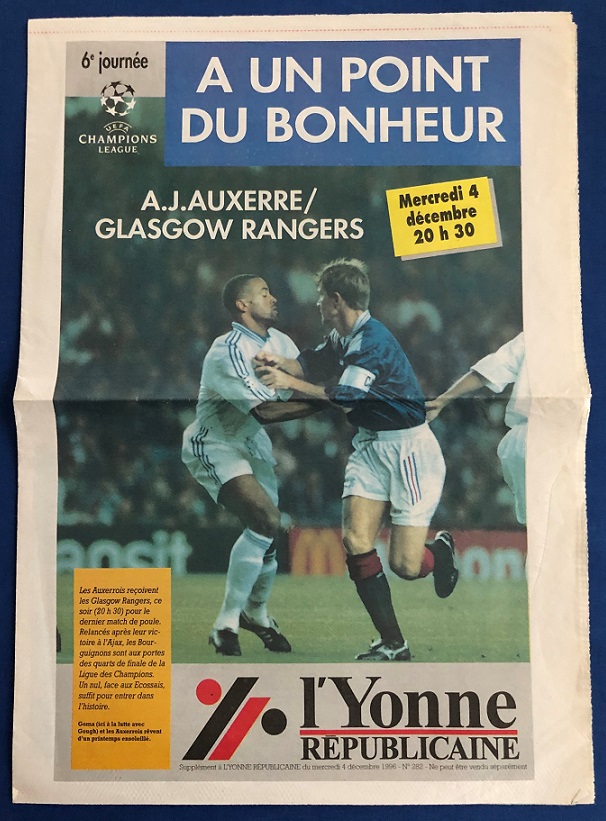 6e journée
UEFA
CHAMPIONS
LEAGUE
A UN POINT
DU BONHEUR
A.J.AUXERRE/
GLASGOW RANGERS
Mercredi 4
décembre
20 h 30
ansit
M
on
Les Auxerrois reçoivent
les Glasgow Rangers, ce
soir (20 h 30) pour le
dernier match de poule.
Relancés après leur vic-
toire à l'Ajax, les Bour-
guignons sont aux portes
des quarts de finale de la
Ligue des Champions.
Un nul, face aux Ecossais,
suffit pour entrer dans
l'histoire.
Goma (ici à la lutte avec
Gough) et les Auxerrois rêvent
d'un printemps ensoleillé.
l'Yonne
RÉPUBLICAINE
Supplément à L'YONNE RÉPUBLICAINE du mercredi 4 décembre 1996 - N° 282 - Ne peut être vendu séparément